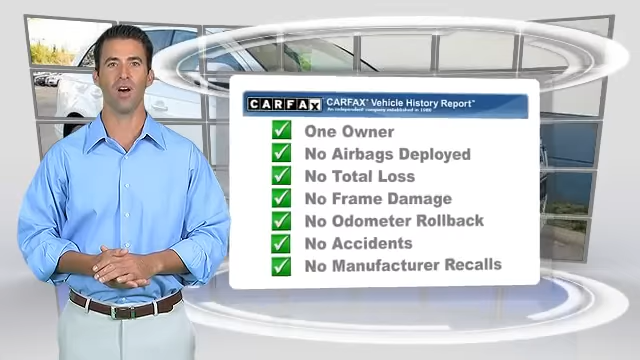 CARFAX CARFAX Vehicle History Report™
An independent company established in 1986
One Owner
No Airbags Deployed
No Total Loss
No Frame Damage
No Odometer Rollback
No Accidents
No Manufacturer Recalls